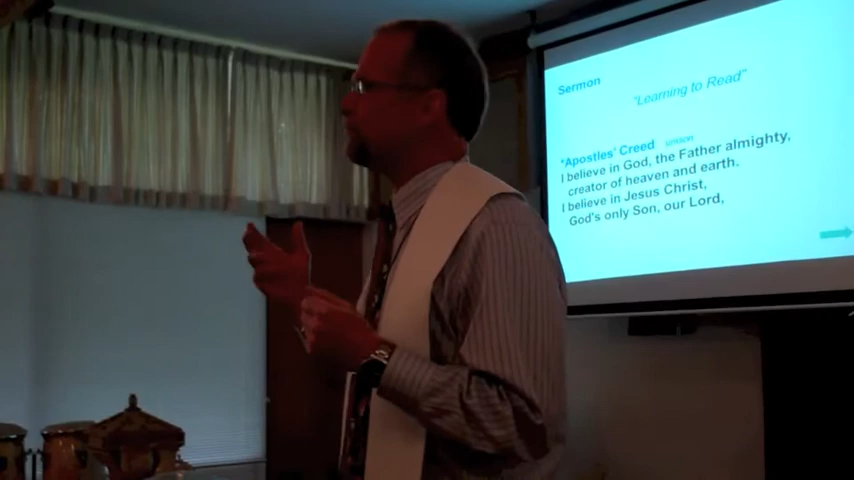 Sermon
"Learning to Read"
*Apostles' Creed unison
I believe in God, the Father almighty,
creator of heaven and earth.
I believe in Jesus Christ,
God's only Son, our Lord,